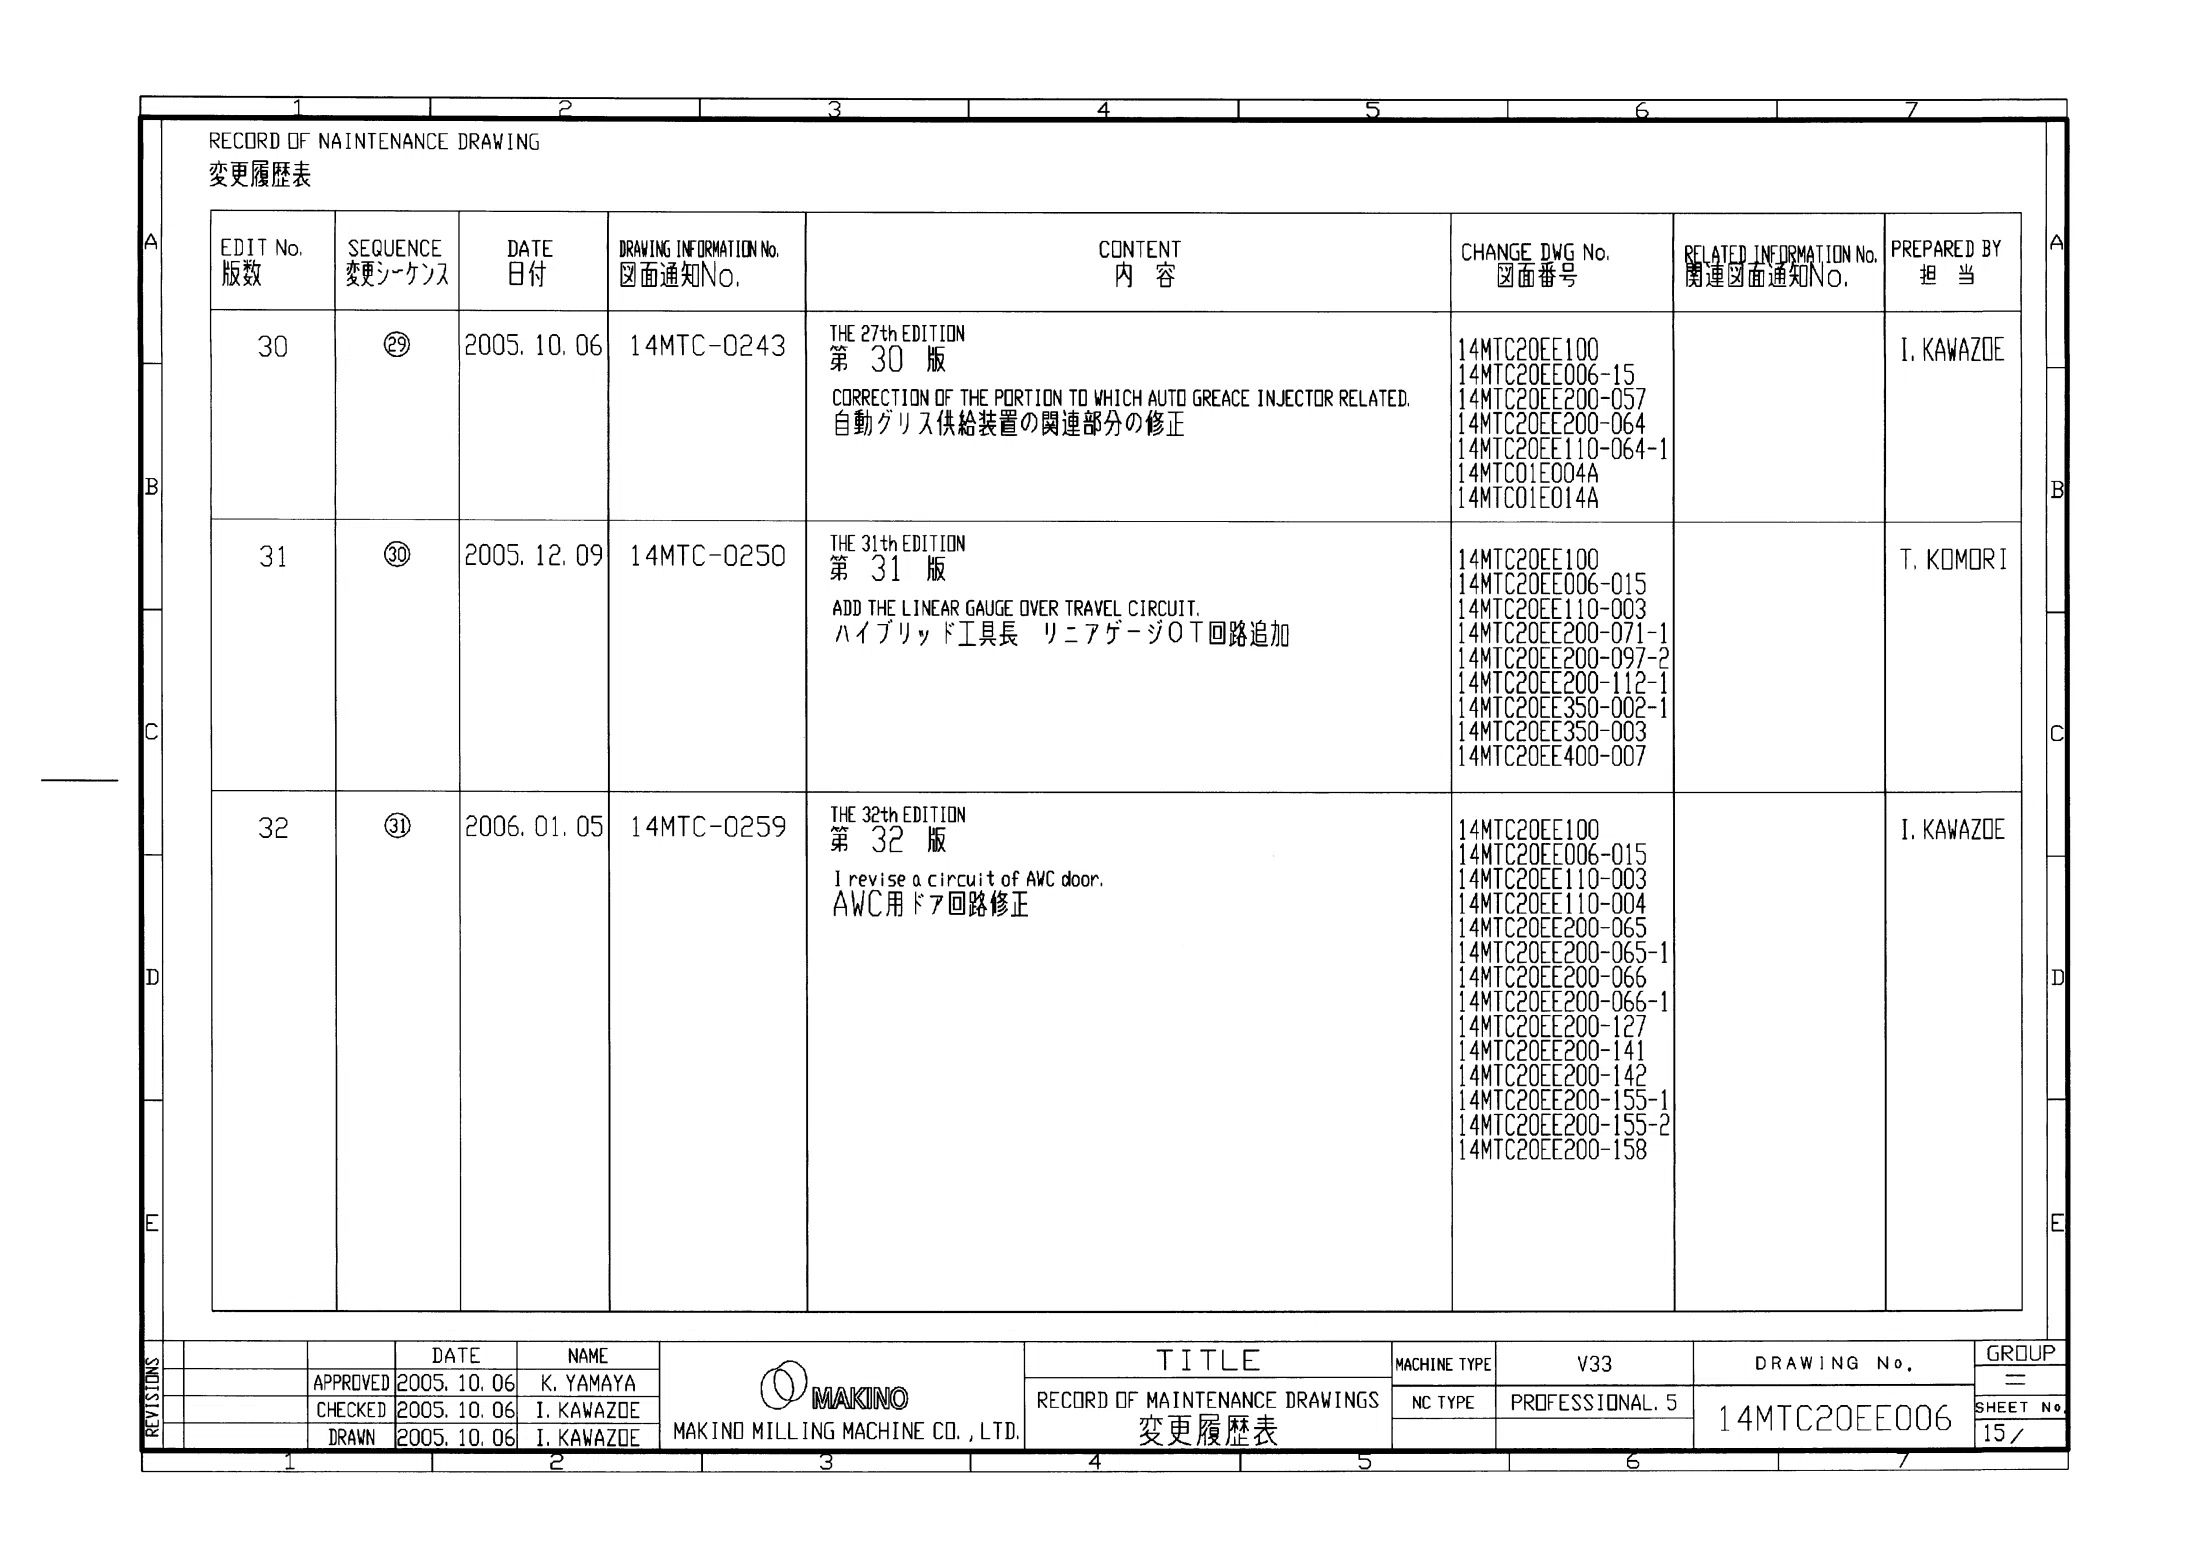 1 2 3 4 5 6 7
RECORD OF NAINTENANCE DRAWING
変更履歴表
EDIT No. SEQUENCE DATE DRAWING INFORMATION No. CONTENT CHANGE DWG No. RELATED INFORMATION No. PREPARED BY
版数 変更シーケンス 日付 図面通知No. 内 容 図面番号 関連図面通知No. 担 当
A A
30 ㉙ 2005. 10. 06 14MTC-0243
THE 27th EDITION
第 30 版
CORRECTION OF THE PORTION TO WHICH AUTO GREACE INJECTOR RELATED.
自動グリス供給装置の関連部分の修正
14MTC20EE100
14MTC20EE006-15
14MTC20EE200-057
14MTC20EE200-064
14MTC20EE110-064-1
14MTC01E004A
14MTC01E014A
I. KAWAZOE
B B
31 ㉚ 2005. 12. 09 14MTC-0250
THE 31th EDITION
第 31 版
ADD THE LINEAR GAUGE OVER TRAVEL CIRCUIT.
ハイブリッド工具長 リニアゲージOT回路追加
14MTC20EE100
14MTC20EE006-015
14MTC20EE110-003
14MTC20EE200-071-1
14MTC20EE200-097-2
14MTC20EE200-112-1
14MTC20EE350-002-1
14MTC20EE350-003
14MTC20EE400-007
T. KOMORI
C C
32 ㉛ 2006. 01. 05 14MTC-0259
THE 32th EDITION
第 32 版
I revise a circuit of AWC door.
AWC用ドア回路修正
14MTC20EE100
14MTC20EE006-015
14MTC20EE110-003
14MTC20EE110-004
14MTC20EE200-065
14MTC20EE200-065-1
14MTC20EE200-066
14MTC20EE200-066-1
14MTC20EE200-127
14MTC20EE200-141
14MTC20EE200-142
14MTC20EE200-155-1
14MTC20EE200-155-2
14MTC20EE200-158
I. KAWAZOE
D D
E E
REVISIONS
DATE NAME
APPROVED 2005. 10. 06 K. YAMAYA
CHECKED 2005. 10. 06 I. KAWAZOE
DRAWN 2005. 10. 06 I. KAWAZOE
MAKINO
MAKINO MILLING MACHINE CO. , LTD.
TITLE
RECORD OF MAINTENANCE DRAWINGS
変更履歴表
MACHINE TYPE V33
NC TYPE PROFESSIONAL. 5
DRAWING No.
14MTC20EE006
GROUP
=
SHEET No.
15/
1 2 3 4 5 6 7